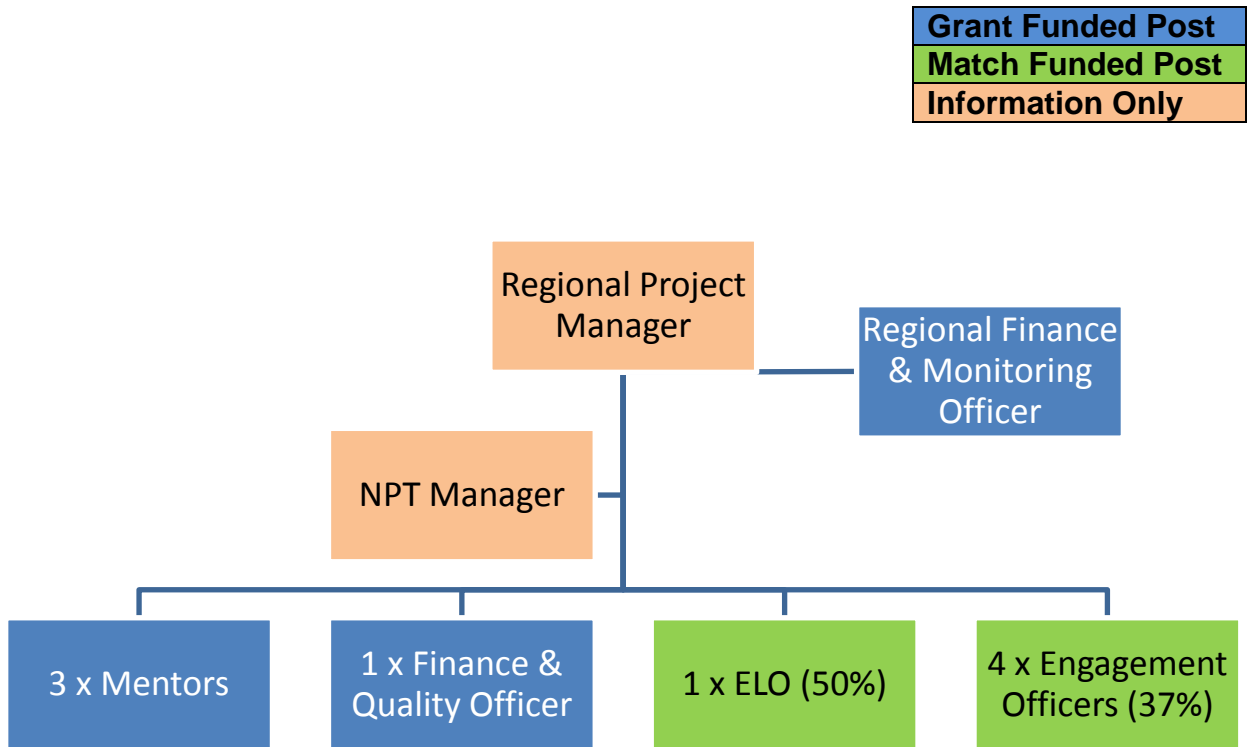 Grant Funded Post
Match Funded Post
Information Only
Regional Project
Manager
Regional Finance
& Monitoring
Officer
NPT Manager
3 x Mentors
1 x Finance &
Quality Officer
1 x ELO (50%)
4 x Engagement
Officers (37%)